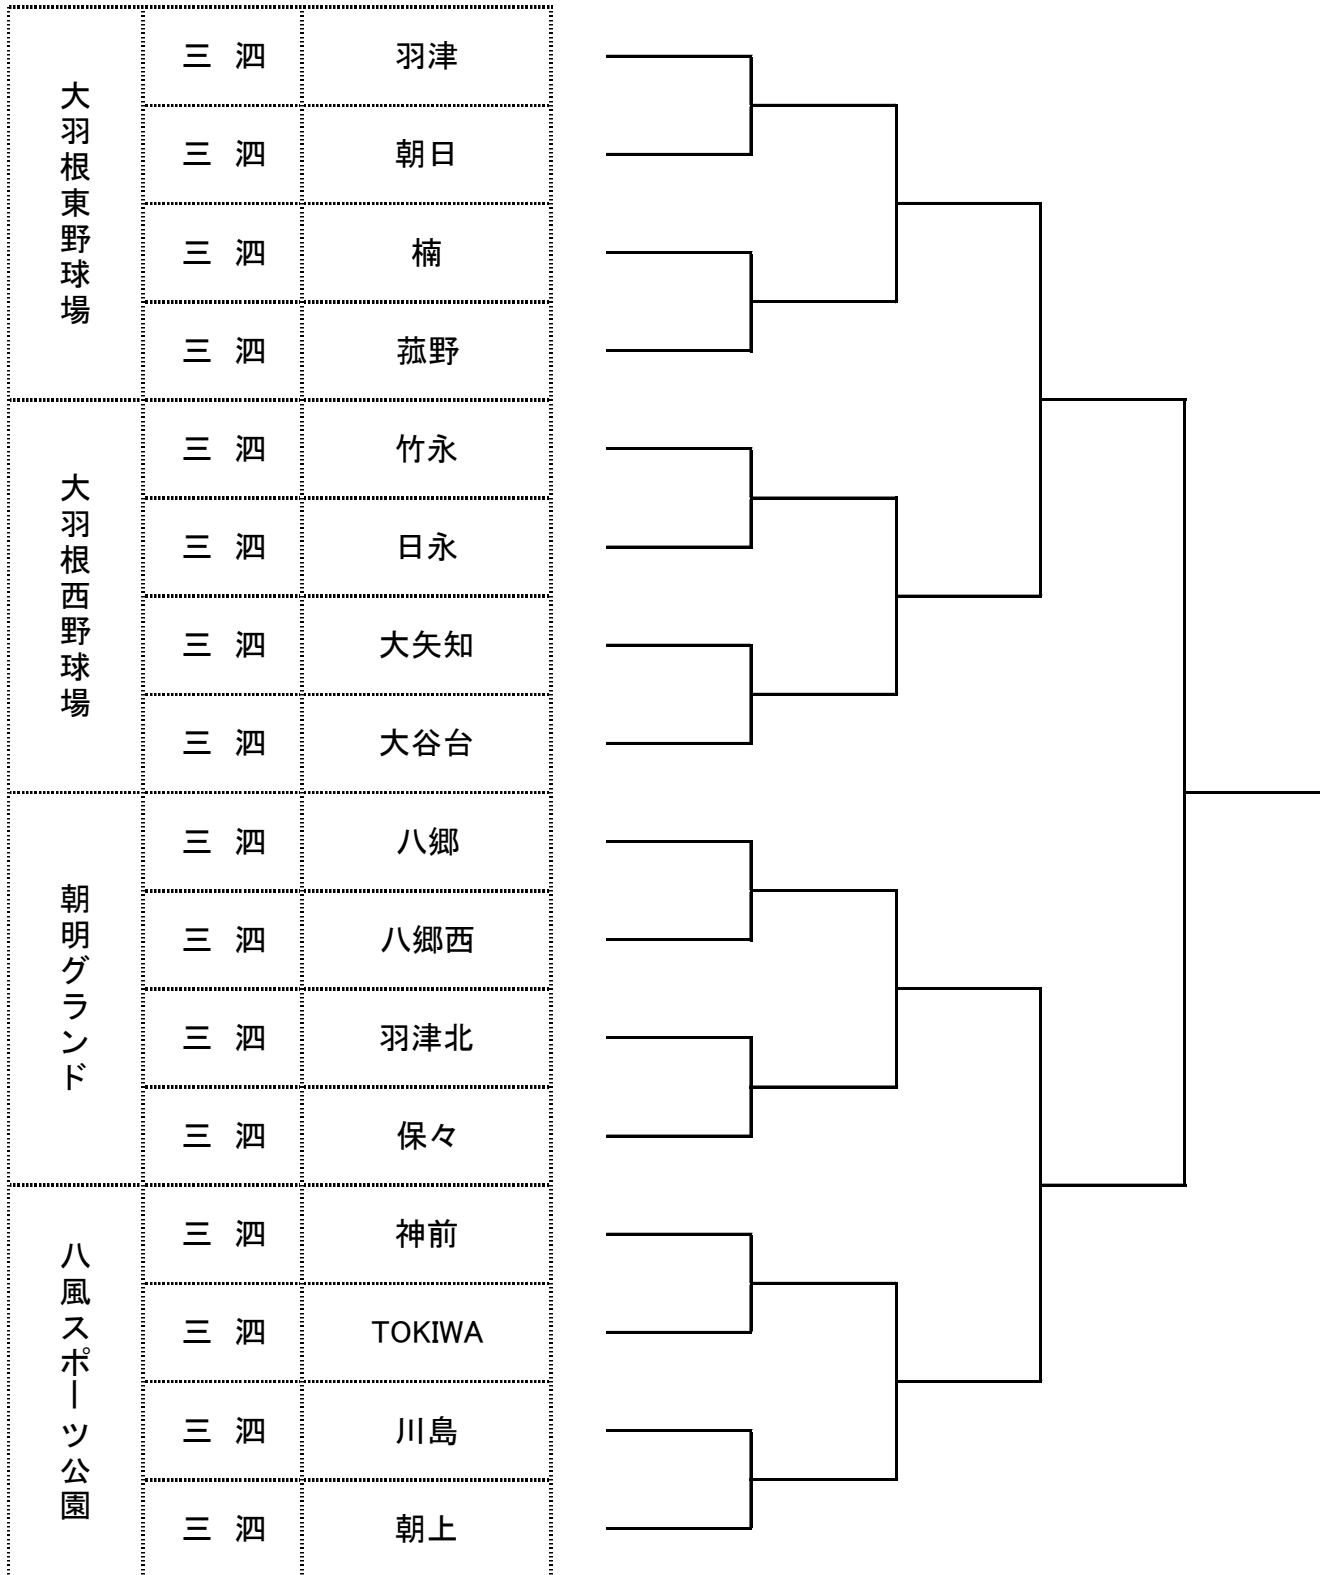 大羽根東野球場
三 泗 羽津
三 泗 朝日
三 泗 楠
三 泗 菰野
大羽根西野球場
三 泗 竹永
三 泗 日永
三 泗 大矢知
三 泗 大谷台
朝明グランド
三 泗 八郷
三 泗 八郷西
三 泗 羽津北
三 泗 保々
八風スポーツ公園
三 泗 神前
三 泗 TOKIWA
三 泗 川島
三 泗 朝上